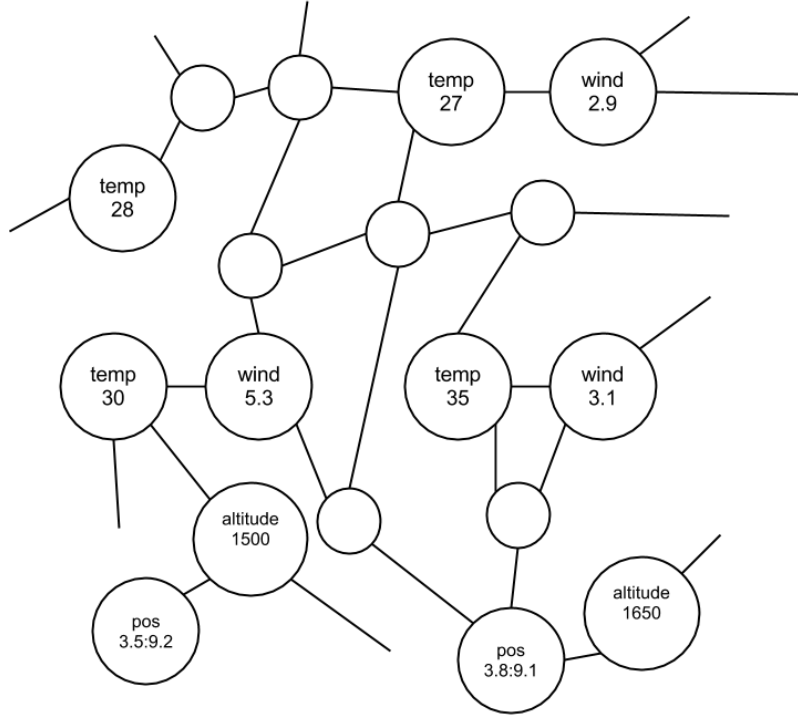 temp
27
wind
2.9
temp
28
temp
30
wind
5.3
temp
35
wind
3.1
altitude
1500
altitude
1650
pos
3.5:9.2
pos
3.8:9.1